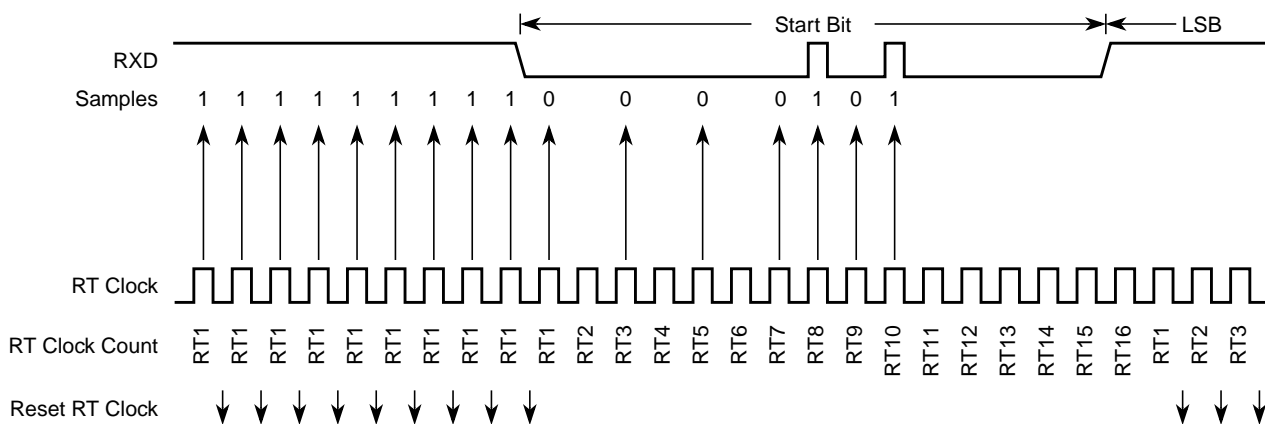 Start Bit LSB
RXD
Samples 1 1 1 1 1 1 1 1 1 0 0 0 0 1 0 1
RT Clock
RT Clock Count RT1 RT1 RT1 RT1 RT1 RT1 RT1 RT1 RT1 RT1 RT2 RT3 RT4 RT5 RT6 RT7 RT8 RT9 RT10 RT11 RT12 RT13 RT14 RT15 RT16 RT1 RT2 RT3
Reset RT Clock